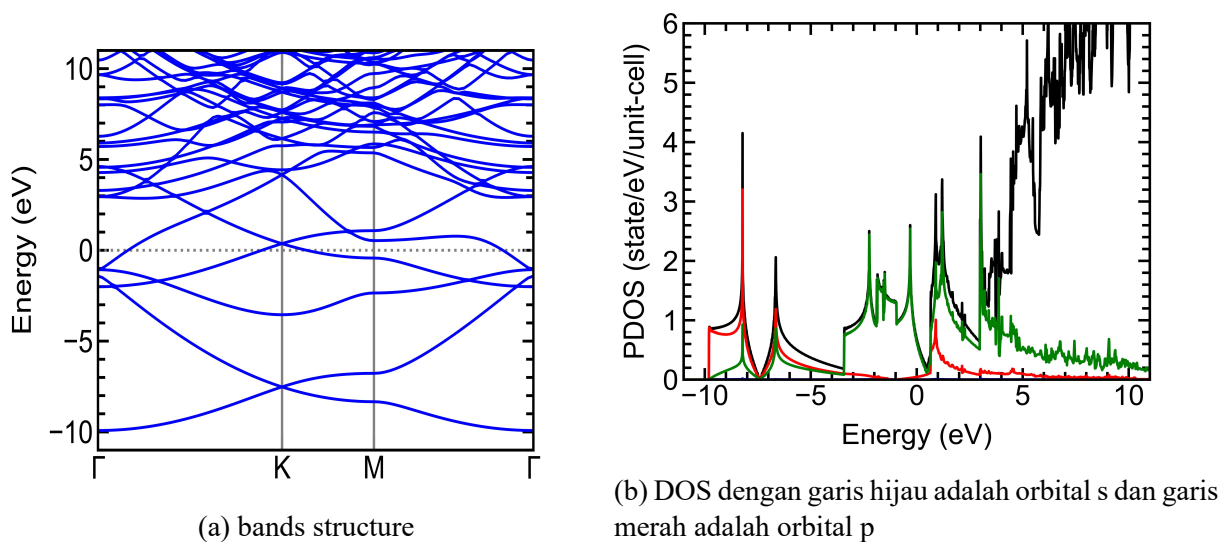 10
5
0
−5
−10
Energy (eV)
Γ K M Γ
(a) bands structure
6
5
4
3
2
1
0
PDOS (state/eV/unit-cell)
−10 −5 0 5 10
Energy (eV)
(b) DOS dengan garis hijau adalah orbital s dan garis
merah adalah orbital p